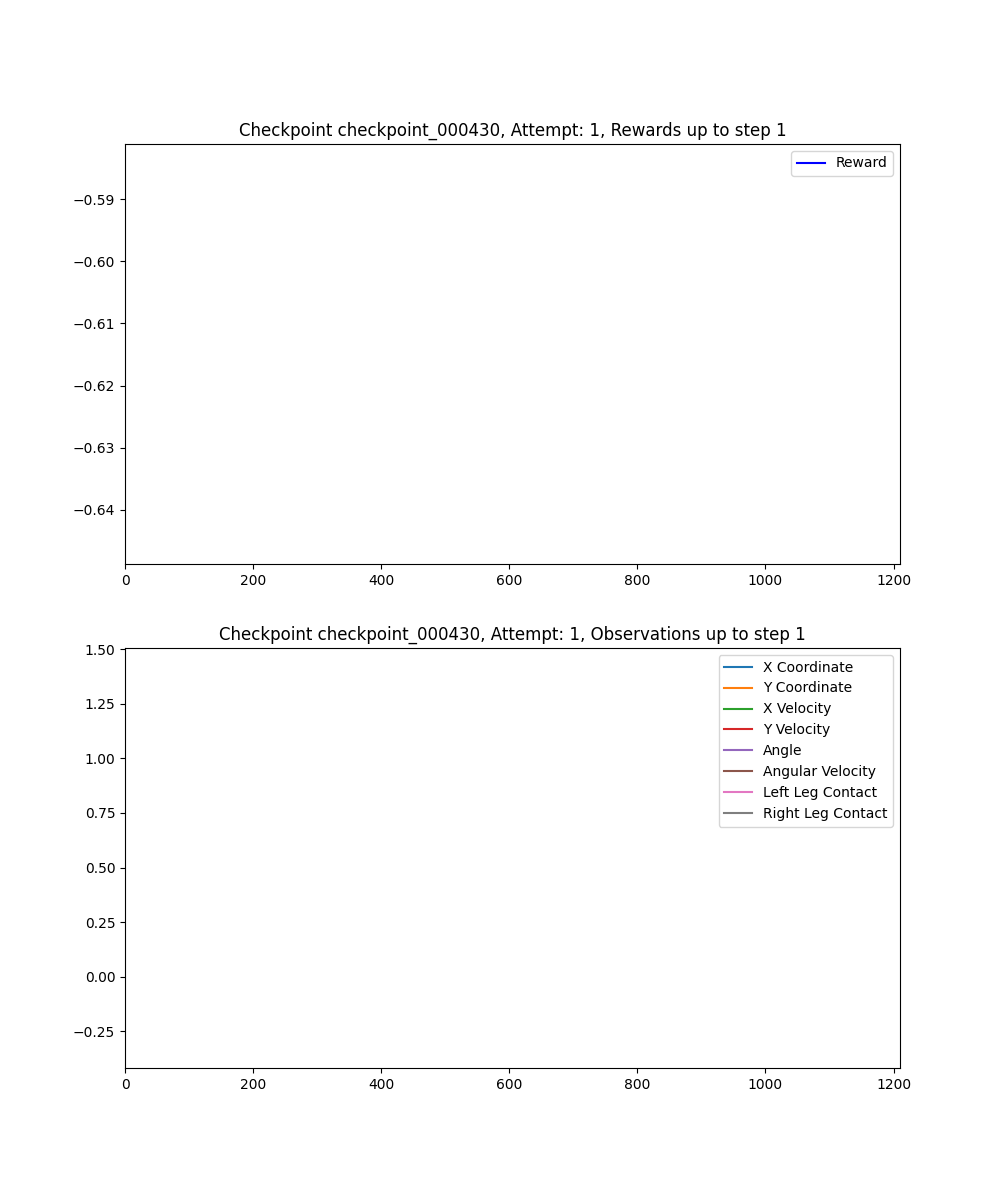 Checkpoint checkpoint_000430, Attempt: 1, Rewards up to step 1
Reward
−0.59
−0.60
−0.61
−0.62
−0.63
−0.64
0 200 400 600 800 1000 1200
Checkpoint checkpoint_000430, Attempt: 1, Observations up to step 1
1.50
1.25
1.00
0.75
0.50
0.25
0.00
−0.25
X Coordinate
Y Coordinate
X Velocity
Y Velocity
Angle
Angular Velocity
Left Leg Contact
Right Leg Contact
0 200 400 600 800 1000 1200